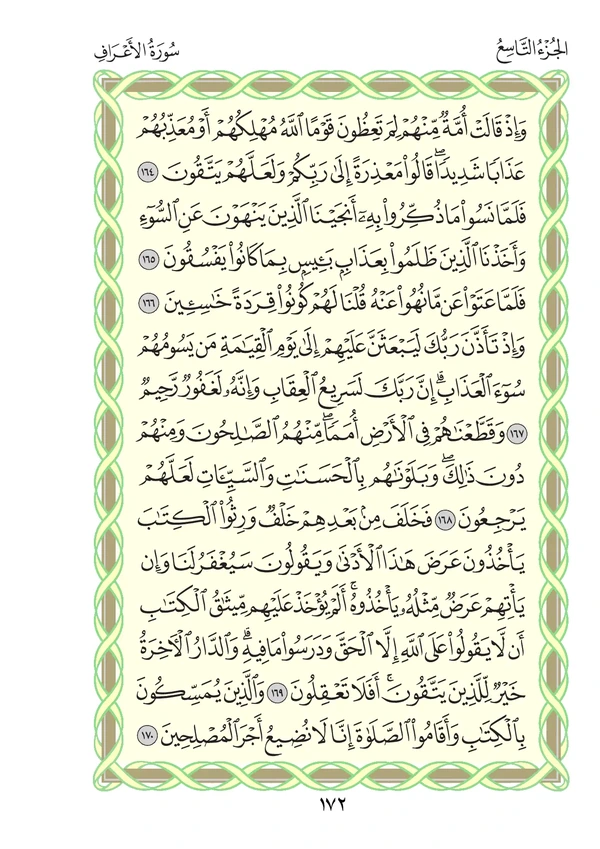 الجُزْءُ التَّاسِعُ
سُورَةُ الأَعْرَافِ
وَإِذْ قَالَتْ أُمَّةٌ مِّنْهُمْ لِمَ تَعِظُونَ قَوْمًا ٱللَّهُ مُهْلِكُهُمْ أَوْ مُعَذِّبُهُمْ
عَذَابًا شَدِيدًا ۖ قَالُوا۟ مَعْذِرَةً إِلَىٰ رَبِّكُمْ وَلَعَلَّهُمْ يَتَّقُونَ ١٦٤
فَلَمَّا نَسُوا۟ مَا ذُكِّرُوا۟ بِهِۦٓ أَنجَيْنَا ٱلَّذِينَ يَنْهَوْنَ عَنِ ٱلسُّوٓءِ
وَأَخَذْنَا ٱلَّذِينَ ظَلَمُوا۟ بِعَذَابٍۭ بَـِٔيسٍۭ بِمَا كَانُوا۟ يَفْسُقُونَ ١٦٥
فَلَمَّا عَتَوْا۟ عَن مَّا نُهُوا۟ عَنْهُ قُلْنَا لَهُمْ كُونُوا۟ قِرَدَةً خَـٰسِـِٔينَ ١٦٦
وَإِذْ تَأَذَّنَ رَبُّكَ لَيَبْعَثَنَّ عَلَيْهِمْ إِلَىٰ يَوْمِ ٱلْقِيَـٰمَةِ مَن يَسُومُهُمْ
سُوٓءَ ٱلْعَذَابِ ۗ إِنَّ رَبَّكَ لَسَرِيعُ ٱلْعِقَابِ ۖ وَإِنَّهُۥ لَغَفُورٌ رَّحِيمٌ
١٦٧ وَقَطَّعْنَـٰهُمْ فِى ٱلْأَرْضِ أُمَمًا ۖ مِّنْهُمُ ٱلصَّـٰلِحُونَ وَمِنْهُمْ
دُونَ ذَٰلِكَ ۖ وَبَلَوْنَـٰهُم بِٱلْحَسَنَـٰتِ وَٱلسَّيِّـَٔاتِ لَعَلَّهُمْ
يَرْجِعُونَ ١٦٨ فَخَلَفَ مِنۢ بَعْدِهِمْ خَلْفٌ وَرِثُوا۟ ٱلْكِتَـٰبَ
يَأْخُذُونَ عَرَضَ هَـٰذَا ٱلْأَدْنَىٰ وَيَقُولُونَ سَيُغْفَرُ لَنَا وَإِن
يَأْتِهِمْ عَرَضٌ مِّثْلُهُۥ يَأْخُذُوهُ ۚ أَلَمْ يُؤْخَذْ عَلَيْهِم مِّيثَـٰقُ ٱلْكِتَـٰبِ
أَن لَّا يَقُولُوا۟ عَلَى ٱللَّهِ إِلَّا ٱلْحَقَّ وَدَرَسُوا۟ مَا فِيهِ ۗ وَٱلدَّارُ ٱلْـَٔاخِرَةُ
خَيْرٌ لِّلَّذِينَ يَتَّقُونَ ۗ أَفَلَا تَعْقِلُونَ ١٦٩ وَٱلَّذِينَ يُمَسِّكُونَ
بِٱلْكِتَـٰبِ وَأَقَامُوا۟ ٱلصَّلَوٰةَ إِنَّا لَا نُضِيعُ أَجْرَ ٱلْمُصْلِحِينَ ١٧٠
١٧٢